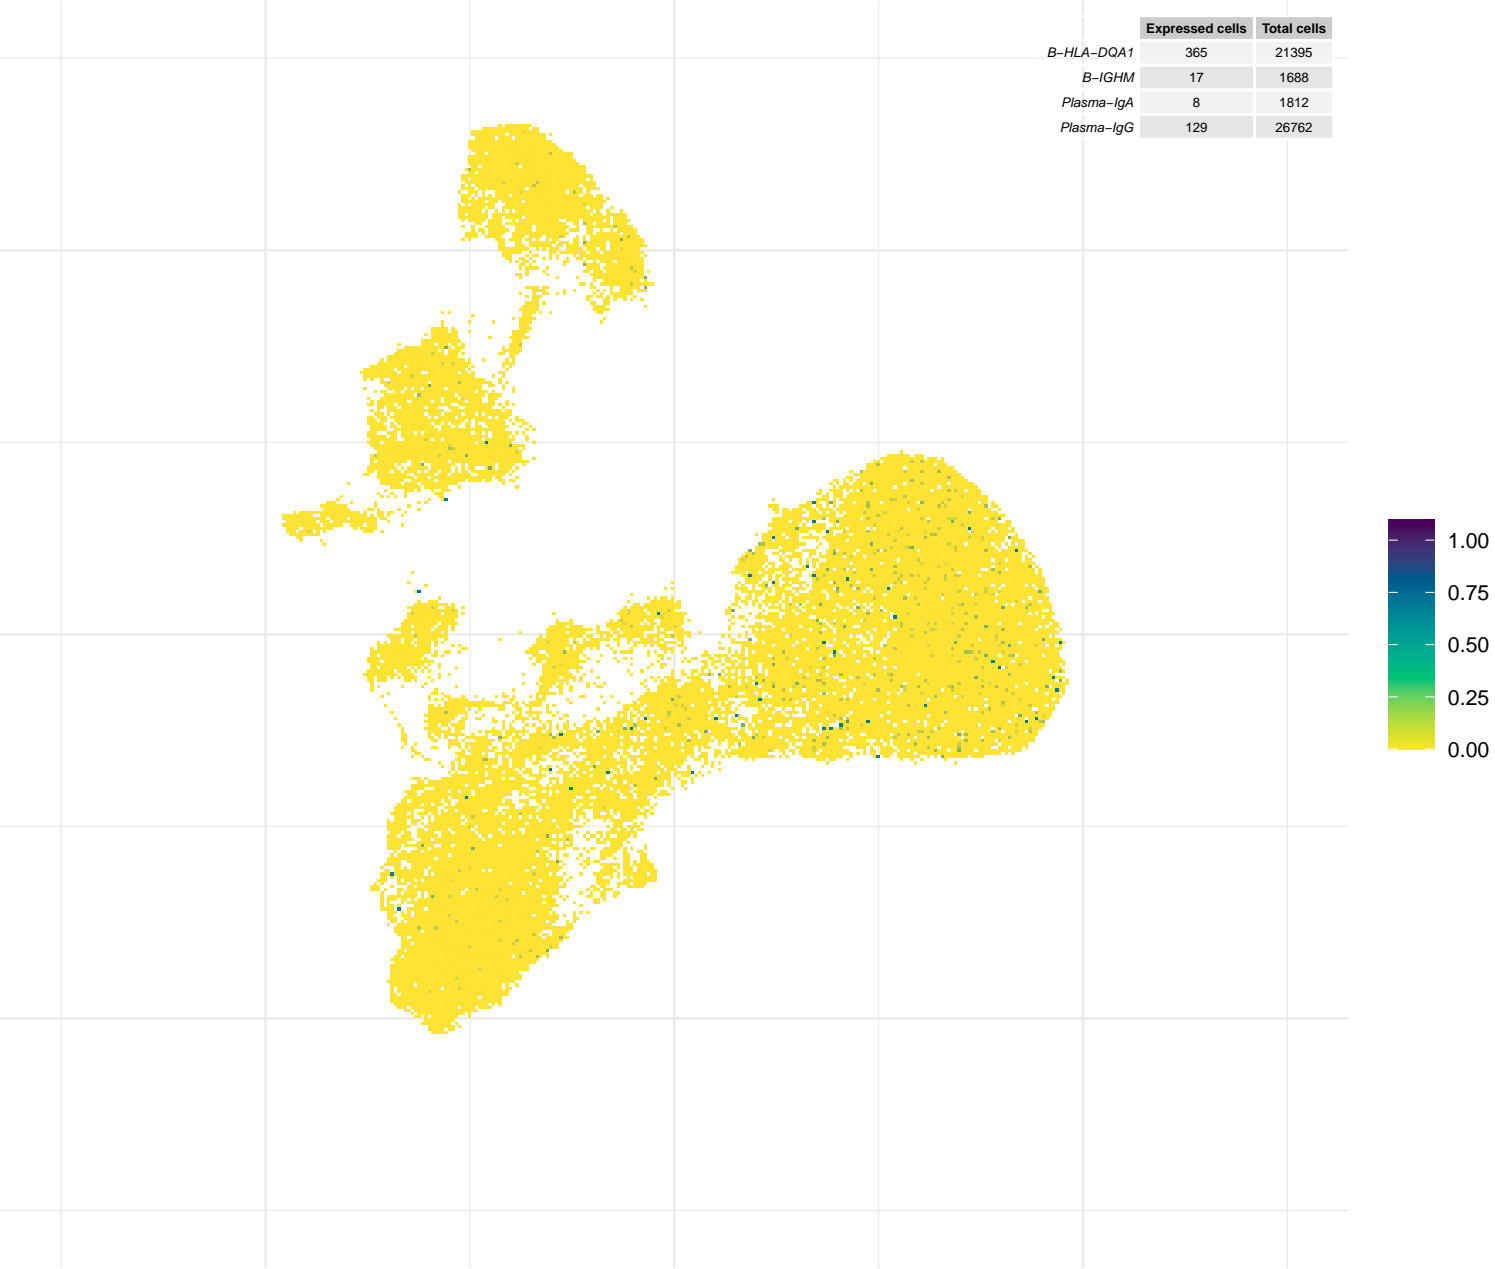 Expressed cells Total cells
B−HLA−DQA1 365 21395
B−IGHM 17 1688
Plasma−IgA 8 1812
Plasma−IgG 129 26762
1.00
0.75
0.50
0.25
0.00